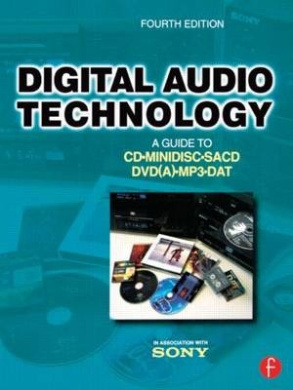 FOURTH EDITION
DIGITAL AUDIO
TECHNOLOGY
A GUIDE TO
CD•MINIDISC•SACD
DVD(A)•MP3•DAT
IN ASSOCIATION WITH
SONY
f